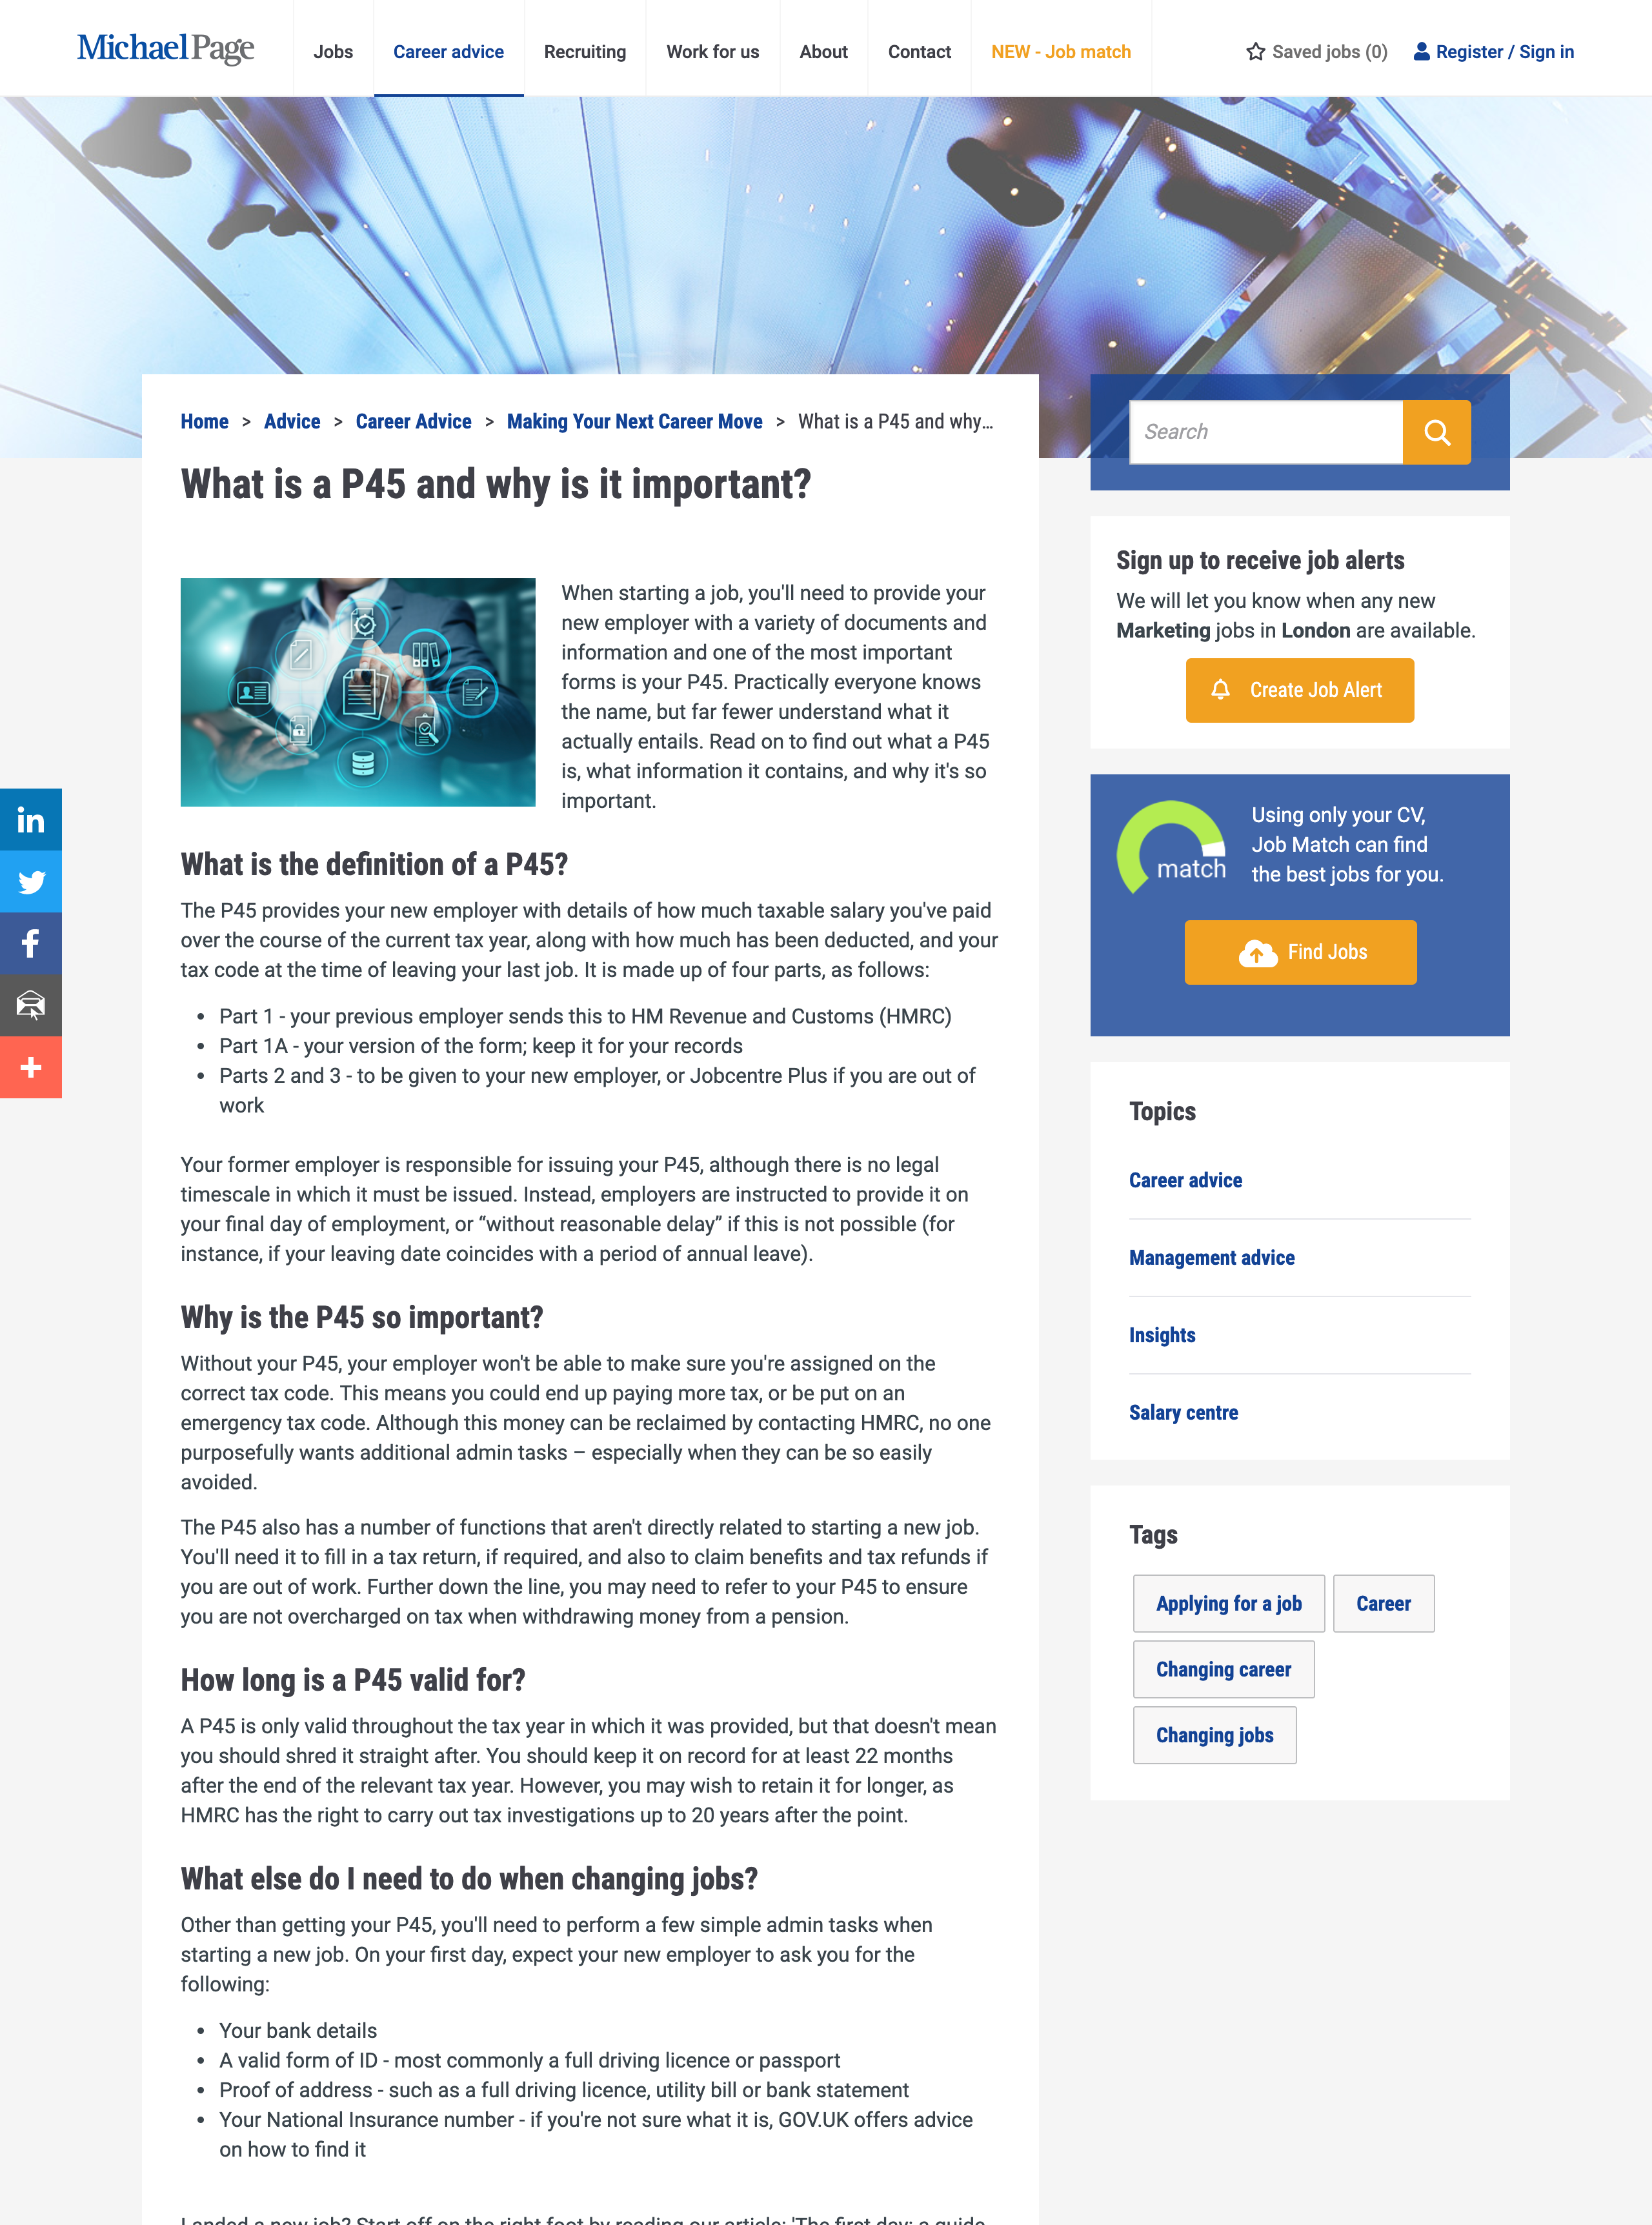 MichaelPage
Jobs
Career advice
Recruiting
Work for us
About
Contact
NEW - Job match
Saved jobs (0)
Register / Sign in
Home > Advice > Career Advice > Making Your Next Career Move > What is a P45 and why...
What is a P45 and why is it important?
When starting a job, you'll need to provide your
new employer with a variety of documents and
information and one of the most important
forms is your P45. Practically everyone knows
the name, but far fewer understand what it
actually entails. Read on to find out what a P45
is, what information it contains, and why it's so
important.
What is the definition of a P45?
The P45 provides your new employer with details of how much taxable salary you've paid
over the course of the current tax year, along with how much has been deducted, and your
tax code at the time of leaving your last job. It is made up of four parts, as follows:
• Part 1 - your previous employer sends this to HM Revenue and Customs (HMRC)
• Part 1A - your version of the form; keep it for your records
• Parts 2 and 3 - to be given to your new employer, or Jobcentre Plus if you are out of
work
Your former employer is responsible for issuing your P45, although there is no legal
timescale in which it must be issued. Instead, employers are instructed to provide it on
your final day of employment, or “without reasonable delay” if this is not possible (for
instance, if your leaving date coincides with a period of annual leave).
Why is the P45 so important?
Without your P45, your employer won't be able to make sure you're assigned on the
correct tax code. This means you could end up paying more tax, or be put on an
emergency tax code. Although this money can be reclaimed by contacting HMRC, no one
purposefully wants additional admin tasks – especially when they can be so easily
avoided.
The P45 also has a number of functions that aren't directly related to starting a new job.
You'll need it to fill in a tax return, if required, and also to claim benefits and tax refunds if
you are out of work. Further down the line, you may need to refer to your P45 to ensure
you are not overcharged on tax when withdrawing money from a pension.
How long is a P45 valid for?
A P45 is only valid throughout the tax year in which it was provided, but that doesn't mean
you should shred it straight after. You should keep it on record for at least 22 months
after the end of the relevant tax year. However, you may wish to retain it for longer, as
HMRC has the right to carry out tax investigations up to 20 years after the point.
What else do I need to do when changing jobs?
Other than getting your P45, you'll need to perform a few simple admin tasks when
starting a new job. On your first day, expect your new employer to ask you for the
following:
• Your bank details
• A valid form of ID - most commonly a full driving licence or passport
• Proof of address - such as a full driving licence, utility bill or bank statement
• Your National Insurance number - if you're not sure what it is, GOV.UK offers advice
on how to find it
Landed a new job? Start off on the right foot by reading our article: 'The first day: a guide
Search
Sign up to receive job alerts
We will let you know when any new
Marketing jobs in London are available.
Create Job Alert
match
Using only your CV,
Job Match can find
the best jobs for you.
Find Jobs
Topics
Career advice
Management advice
Insights
Salary centre
Tags
Applying for a job
Career
Changing career
Changing jobs